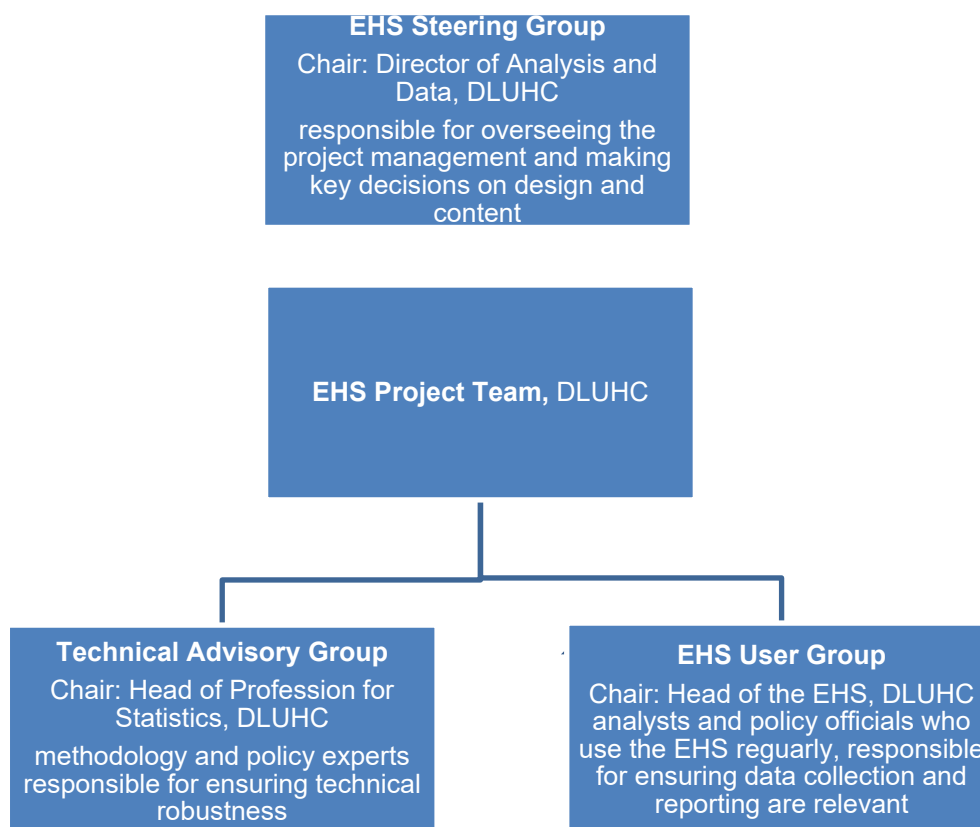 EHS Steering Group
Chair: Director of Analysis and
Data, DLUHC
responsible for overseeing the
project management and making
key decisions on design and
content
EHS Project Team, DLUHC
Technical Advisory Group
Chair: Head of Profession for
Statistics, DLUHC
methodology and policy experts
responsible for ensuring technical
robustness
EHS User Group
Chair: Head of the EHS, DLUHC
analysts and policy officials who
use the EHS reguarly, responsible
for ensuring data collection and
reporting are relevant